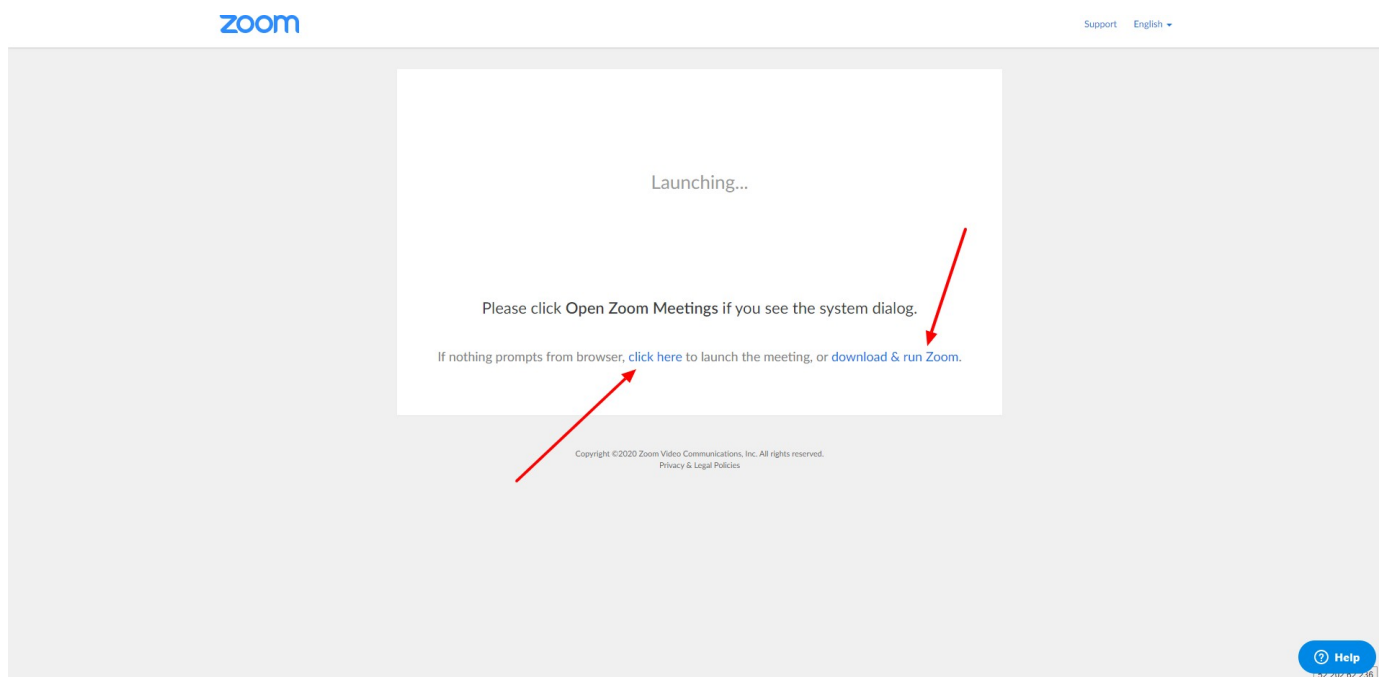 zoom
Support English
Launching...
Please click Open Zoom Meetings if you see the system dialog.
If nothing prompts from browser, click here to launch the meeting, or download & run Zoom.
Copyright ©2020 Zoom Video Communications, Inc. All rights reserved.
Privacy & Legal Policies
Help